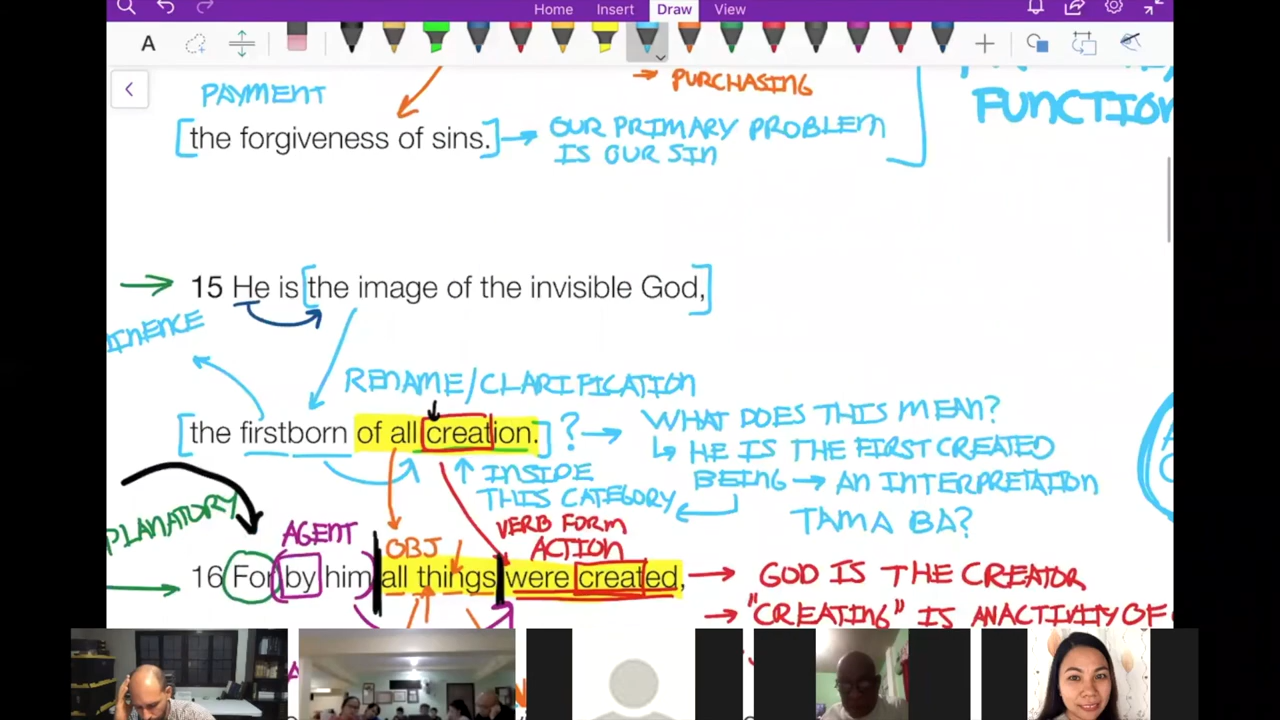 Home Insert Draw View
A
PAYMENT
→ PURCHASING
FUNCTION
[the forgiveness of sins.] → OUR PRIMARY PROBLEM
IS OUR SIN
15 He is [the image of the invisible God,]
RENAME/CLARIFICATION
[the firstborn of all creation.] ? → WHAT DOES THIS MEAN?
↳ HE IS THE FIRST CREATED
BEING → AN INTERPRETATION
INSIDE
THIS CATEGORY
TAMA BA?
PLANATORY
AGENT
OBJ
VERB FORM
ACTION
16 For by him all things were created, → GOD IS THE CREATOR
→ "CREATING" IS AN ACTIVITY OF